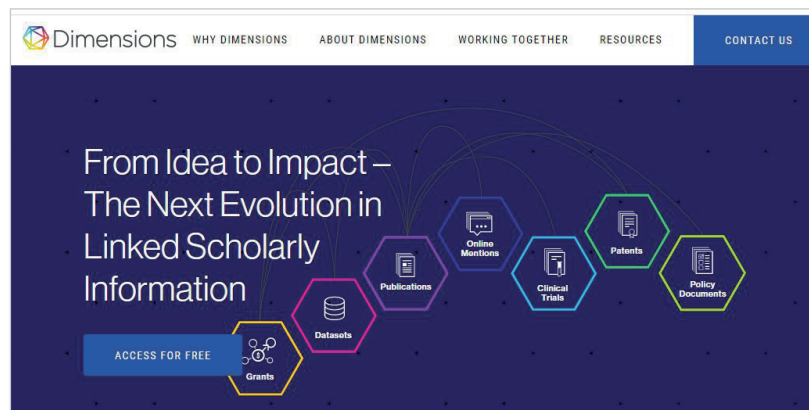 Dimensions WHY DIMENSIONS ABOUT DIMENSIONS WORKING TOGETHER RESOURCES CONTACT US
From Idea to Impact –
The Next Evolution in
Linked Scholarly
Information
ACCESS FOR FREE
Grants
Datasets
Publications
Online
Mentions
Clinical
Trials
Patents
Policy
Documents